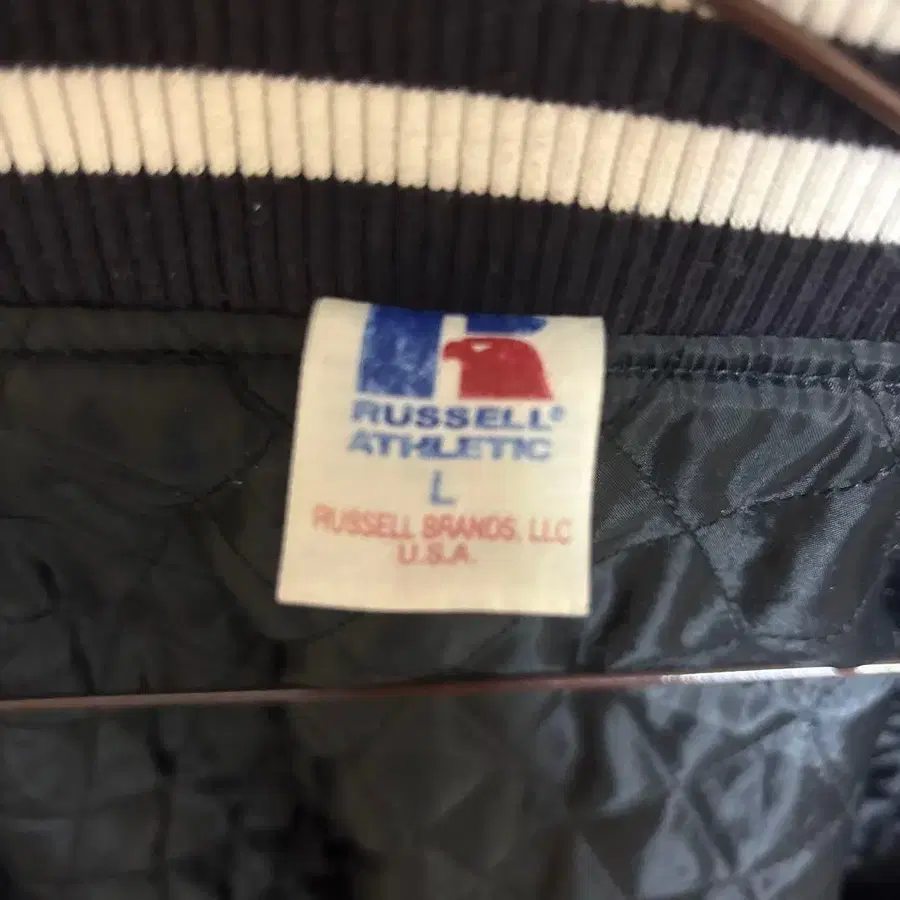 RUSSELL®
ATHLETIC
L
RUSSELL BRANDS, LLC
U.S.A.